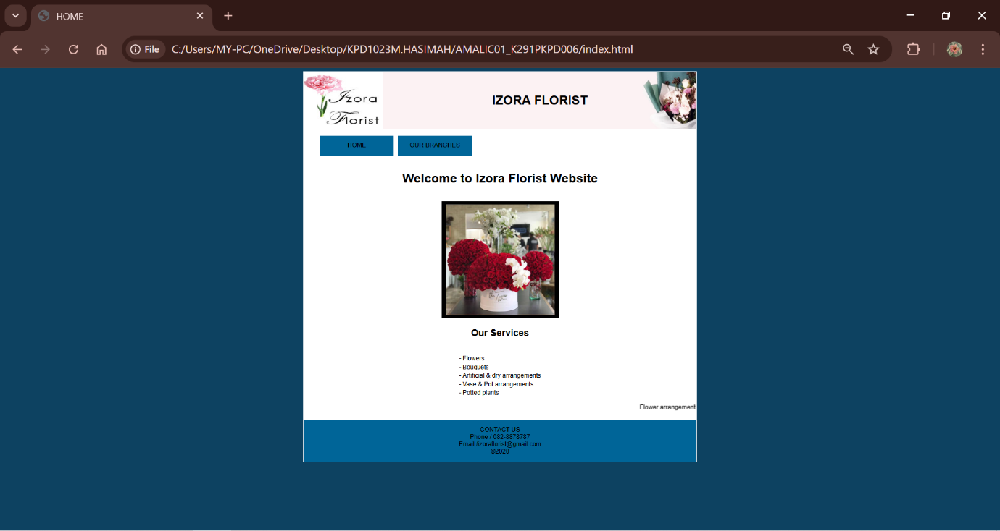 HOME
File
C:/Users/MY-PC/OneDrive/Desktop/KPD1023M.HASIMAH/AMALIC01_K291PKPD006/index.html
Izora
Florist
IZORA FLORIST
HOME
OUR BRANCHES
Welcome to Izora Florist Website
Our Services
- Flowers
- Bouquets
- Artificial & dry arrangements
- Vase & Pot arrangements
- Potted plants
Flower arrangement
CONTACT US
Phone / 082-8878787
Email /izoraflorist@gmail.com
©2020